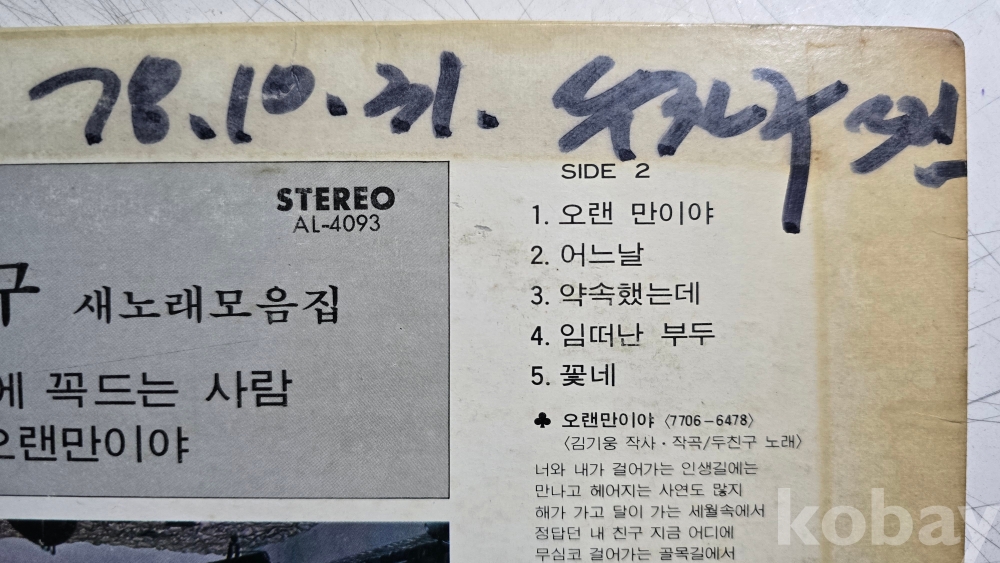 78.10.31.
STEREO
AL-4093
구 새노래모음집
에 꼭드는 사람
오랜만이야
SIDE 2
1. 오랜 만이야
2. 어느날
3. 약속했는데
4. 임떠난 부두
5. 꽃네
♣ 오랜만이야 〈7706-6478〉
〈김기웅 작사·작곡/두친구 노래〉
너와 내가 걸어가는 인생길에는
만나고 헤어지는 사연도 많지
해가 가고 달이 가는 세월속에서
정답던 내 친구 지금 어디에
무심코 걸어가는 골목길에서
kobay